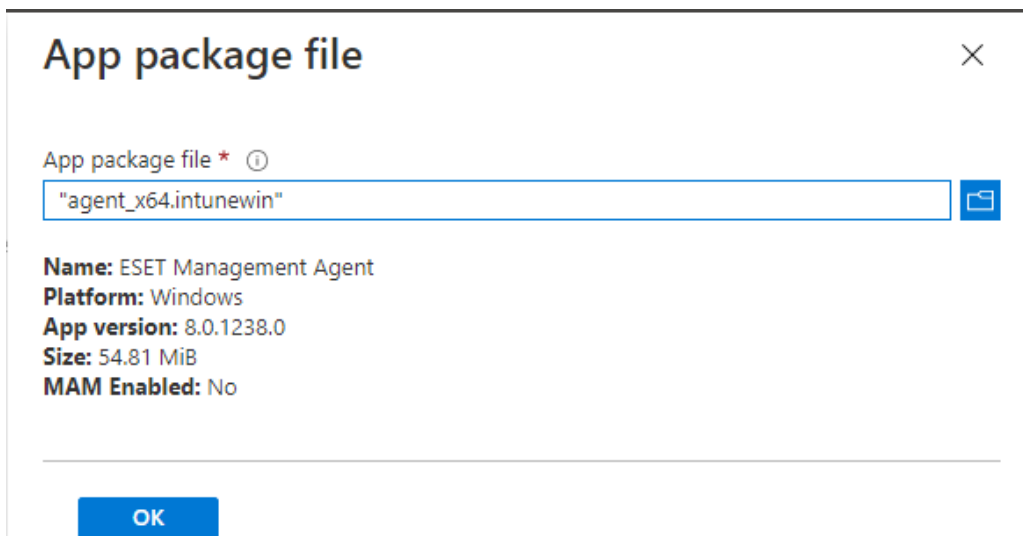 App package file
App package file *
"agent_x64.intunewin"
Name: ESET Management Agent
Platform: Windows
App version: 8.0.1238.0
Size: 54.81 MiB
MAM Enabled: No
OK